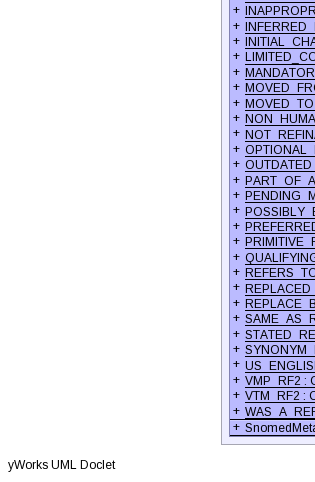 + INAPPROPR
+ INFERRED
+ INITIAL_CHA
+ LIMITED_CO
+ MANDATOR
+ MOVED_FRO
+ MOVED_TO
+ NON_HUMA
+ NOT_REFIN
+ OPTIONAL
+ OUTDATED
+ PART_OF_A
+ PENDING_M
+ POSSIBLY_E
+ PREFERRED
+ PRIMITIVE_F
+ QUALIFYING
+ REFERS_TO
+ REPLACED
+ REPLACE_B
+ SAME_AS_R
+ STATED_RE
+ SYNONYM
+ US_ENGLIS
+ VMP_RF2 : C
+ VTM_RF2 : C
+ WAS_A_REF
+ SnomedMeta
yWorks UML Doclet